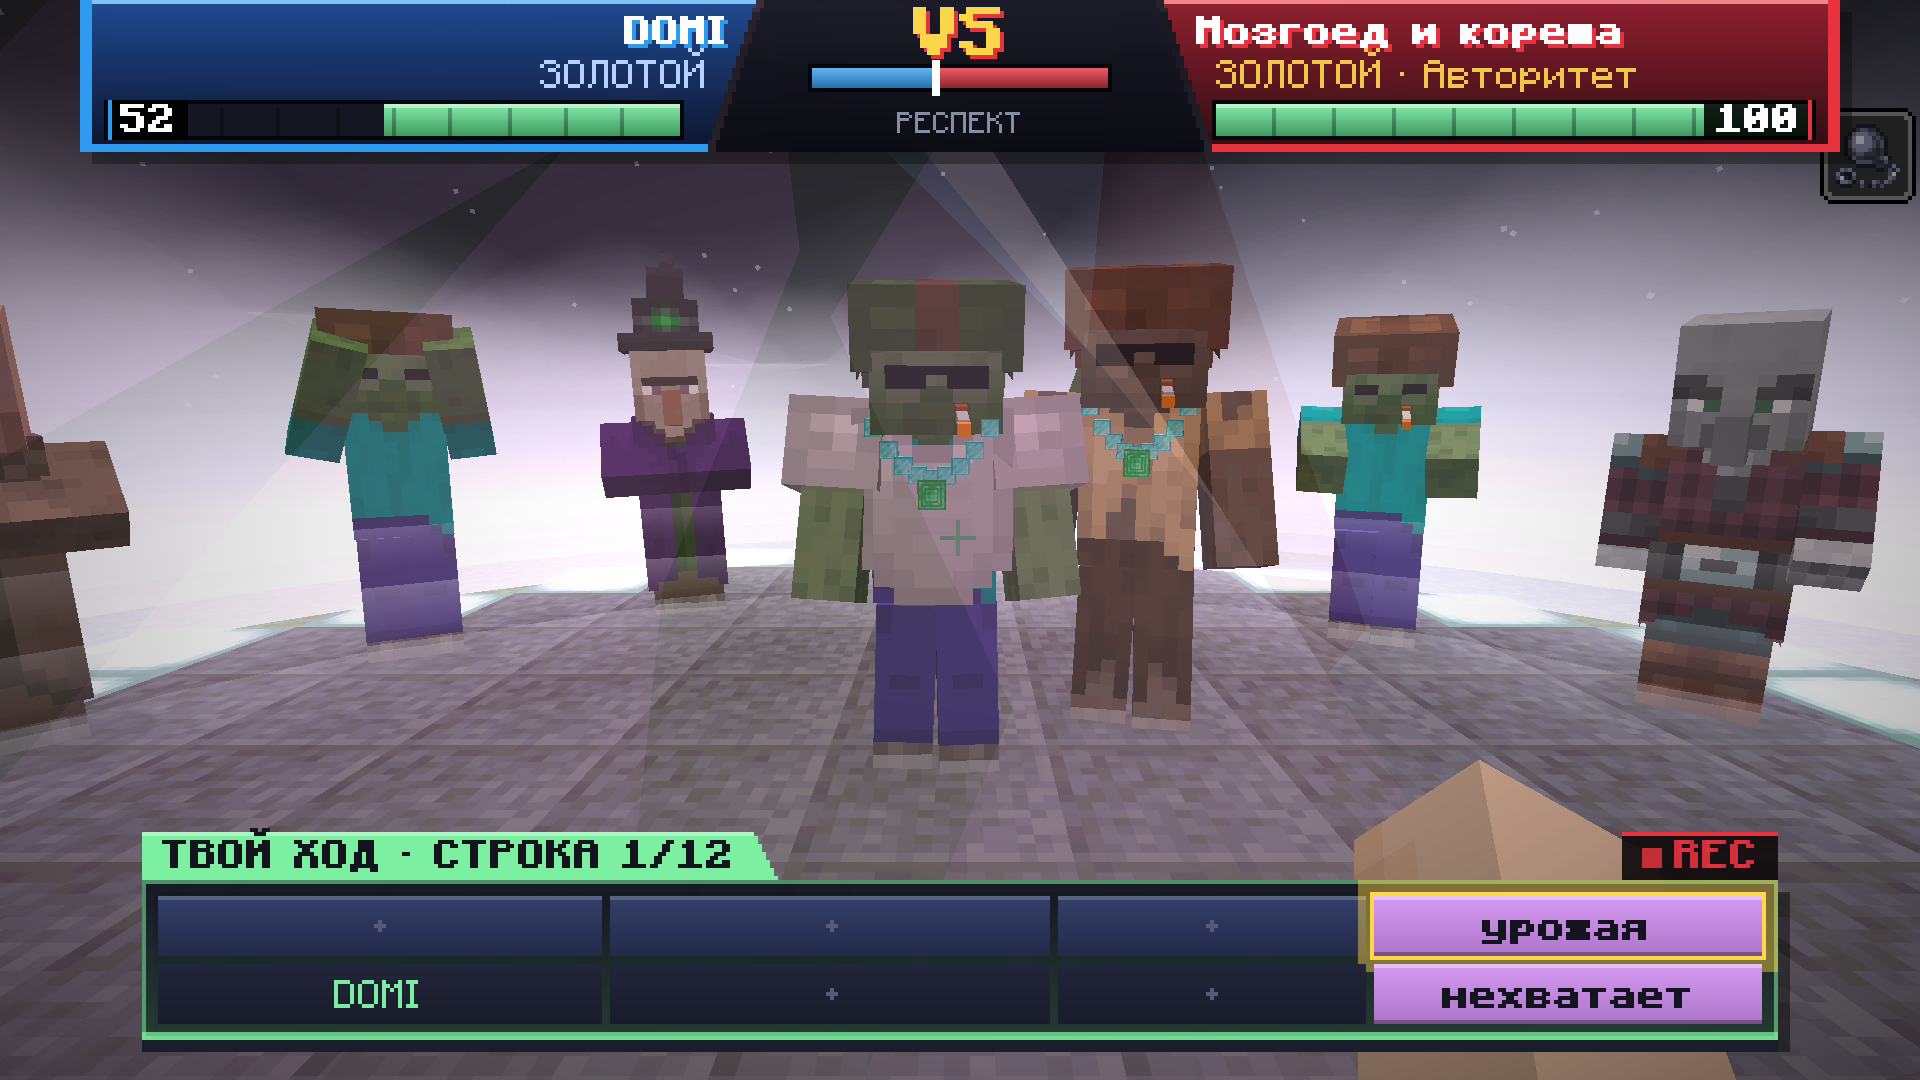 DOMI
ЗОЛОТОЙ
52
VS
РЕСПЕКТ
Мозгоед и кореша
ЗОЛОТОЙ · Авторитет
100
ТВОЙ ХОД · СТРОКА 1/12
REC
урожая
DOMI
нехватает